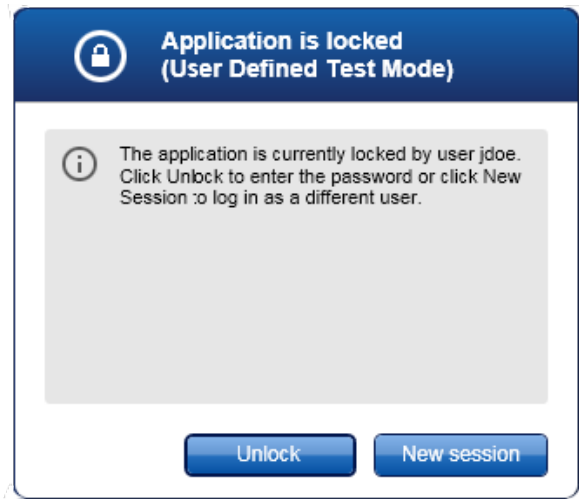 Application is locked
(User Defined Test Mode)
The application is currently locked by user jdoe.
Click Unlock to enter the password or click New
Session to log in as a different user.
Unlock
New session